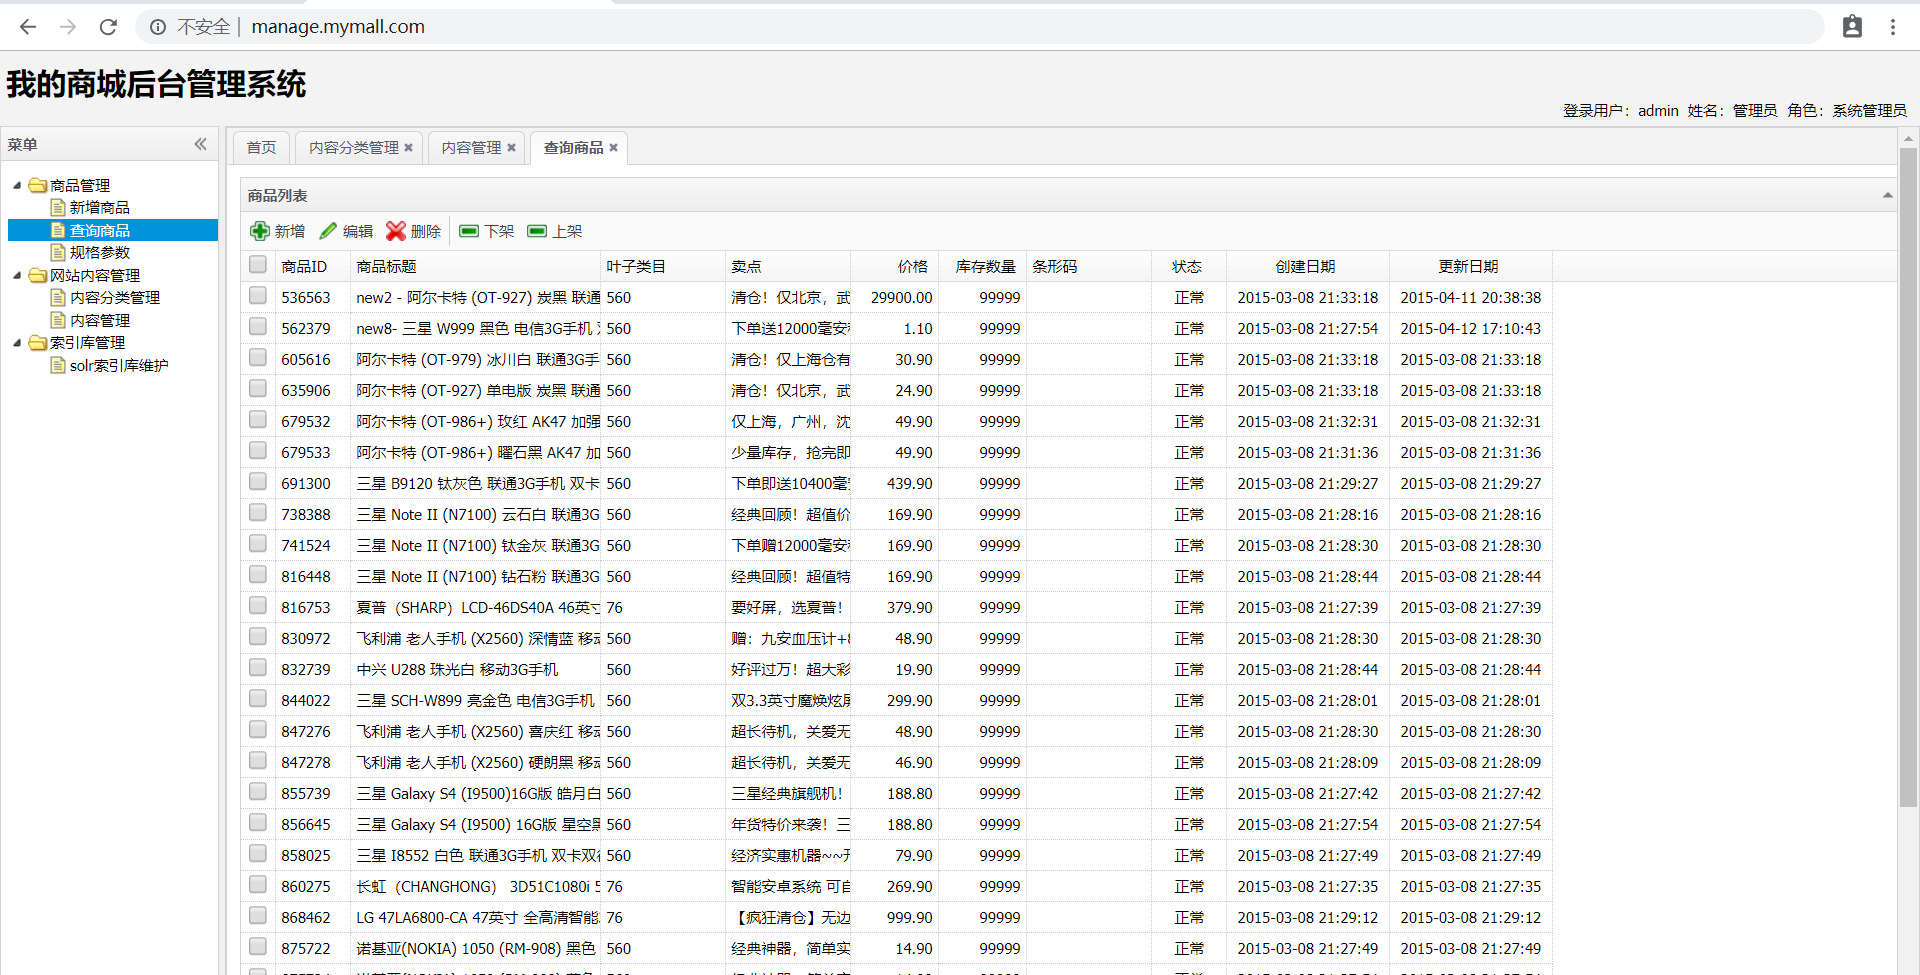 不安全 | manage.mymall.com
我的商城后台管理系统
登录用户：admin 姓名：管理员 角色：系统管理员
菜单
商品管理
新增商品
查询商品
规格参数
网站内容管理
内容分类管理
内容管理
索引库管理
solr索引库维护
首页 内容分类管理 内容管理 查询商品
商品列表
新增 编辑 删除 下架 上架
商品ID 商品标题 叶子类目 卖点 价格 库存数量 条形码 状态 创建日期 更新日期
536563 new2 - 阿尔卡特 (OT-927) 炭黑 联通 560 清仓！仅北京，武 29900.00 99999 正常 2015-03-08 21:33:18 2015-04-11 20:38:38
562379 new8- 三星 W999 黑色 电信3G手机 560 下单送12000毫安 1.10 99999 正常 2015-03-08 21:27:54 2015-04-12 17:10:43
605616 阿尔卡特 (OT-979) 冰川白 联通3G手 560 清仓！仅上海仓有 30.90 99999 正常 2015-03-08 21:33:18 2015-03-08 21:33:18
635906 阿尔卡特 (OT-927) 单电版 炭黑 联通 560 清仓！仅北京，武 24.90 99999 正常 2015-03-08 21:33:18 2015-03-08 21:33:18
679532 阿尔卡特 (OT-986+) 玫红 AK47 加强 560 仅上海，广州，沈 49.90 99999 正常 2015-03-08 21:32:31 2015-03-08 21:32:31
679533 阿尔卡特 (OT-986+) 曜石黑 AK47 加 560 少量库存，抢完即 49.90 99999 正常 2015-03-08 21:31:36 2015-03-08 21:31:36
691300 三星 B9120 钛灰色 联通3G手机 双卡 560 下单即送10400毫 439.90 99999 正常 2015-03-08 21:29:27 2015-03-08 21:29:27
738388 三星 Note II (N7100) 云石白 联通3G 560 经典回顾！超值价 169.90 99999 正常 2015-03-08 21:28:16 2015-03-08 21:28:16
741524 三星 Note II (N7100) 钛金灰 联通3G 560 下单赠12000毫安 169.90 99999 正常 2015-03-08 21:28:30 2015-03-08 21:28:30
816448 三星 Note II (N7100) 钻石粉 联通3G 560 经典回顾！超值特 169.90 99999 正常 2015-03-08 21:28:44 2015-03-08 21:28:44
816753 夏普（SHARP）LCD-46DS40A 46英寸 76 要好屏，选夏普！ 379.90 99999 正常 2015-03-08 21:27:39 2015-03-08 21:27:39
830972 飞利浦 老人手机 (X2560) 深情蓝 移动 560 赠：九安血压计+8 48.90 99999 正常 2015-03-08 21:28:30 2015-03-08 21:28:30
832739 中兴 U288 珠光白 移动3G手机 560 好评过万！超大彩 19.90 99999 正常 2015-03-08 21:28:44 2015-03-08 21:28:44
844022 三星 SCH-W899 亮金色 电信3G手机 560 双3.3英寸魔焕炫屏 299.90 99999 正常 2015-03-08 21:28:01 2015-03-08 21:28:01
847276 飞利浦 老人手机 (X2560) 喜庆红 移动 560 超长待机，关爱无 48.90 99999 正常 2015-03-08 21:28:30 2015-03-08 21:28:30
847278 飞利浦 老人手机 (X2560) 硬朗黑 移动 560 超长待机，关爱无 46.90 99999 正常 2015-03-08 21:28:09 2015-03-08 21:28:09
855739 三星 Galaxy S4 (I9500)16G版 皓月白 560 三星经典旗舰机！ 188.80 99999 正常 2015-03-08 21:27:42 2015-03-08 21:27:42
856645 三星 Galaxy S4 (I9500) 16G版 星空黑 560 年货特价来袭！三 188.80 99999 正常 2015-03-08 21:27:54 2015-03-08 21:27:54
858025 三星 I8552 白色 联通3G手机 双卡双待 560 经济实惠机器~~ 79.90 99999 正常 2015-03-08 21:27:49 2015-03-08 21:27:49
860275 长虹（CHANGHONG） 3D51C1080i 5 76 智能安卓系统 可自 269.90 99999 正常 2015-03-08 21:27:35 2015-03-08 21:27:35
868462 LG 47LA6800-CA 47英寸 全高清智能 76 【疯狂清仓】无边 999.90 99999 正常 2015-03-08 21:29:12 2015-03-08 21:29:12
875722 诺基亚(NOKIA) 1050 (RM-908) 黑色 560 经典神器，简单实 14.90 99999 正常 2015-03-08 21:27:49 2015-03-08 21:27:49